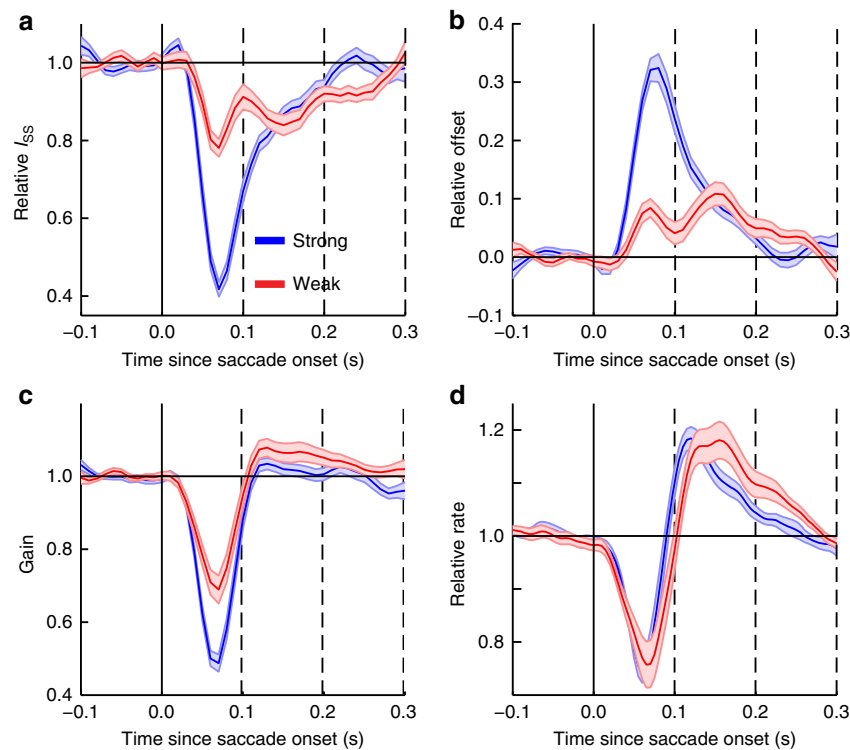 a
1.0
0.8
0.6
0.4
Relative I_SS
Strong
Weak
−0.1 0.0 0.1 0.2 0.3
Time since saccade onset (s)
b
0.4
0.3
0.2
0.1
0.0
−0.1
Relative offset
−0.1 0.0 0.1 0.2 0.3
Time since saccade onset (s)
c
1.0
0.8
0.6
0.4
Gain
−0.1 0.0 0.1 0.2 0.3
Time since saccade onset (s)
d
1.2
1.0
0.8
Relative rate
−0.1 0.0 0.1 0.2 0.3
Time since saccade onset (s)